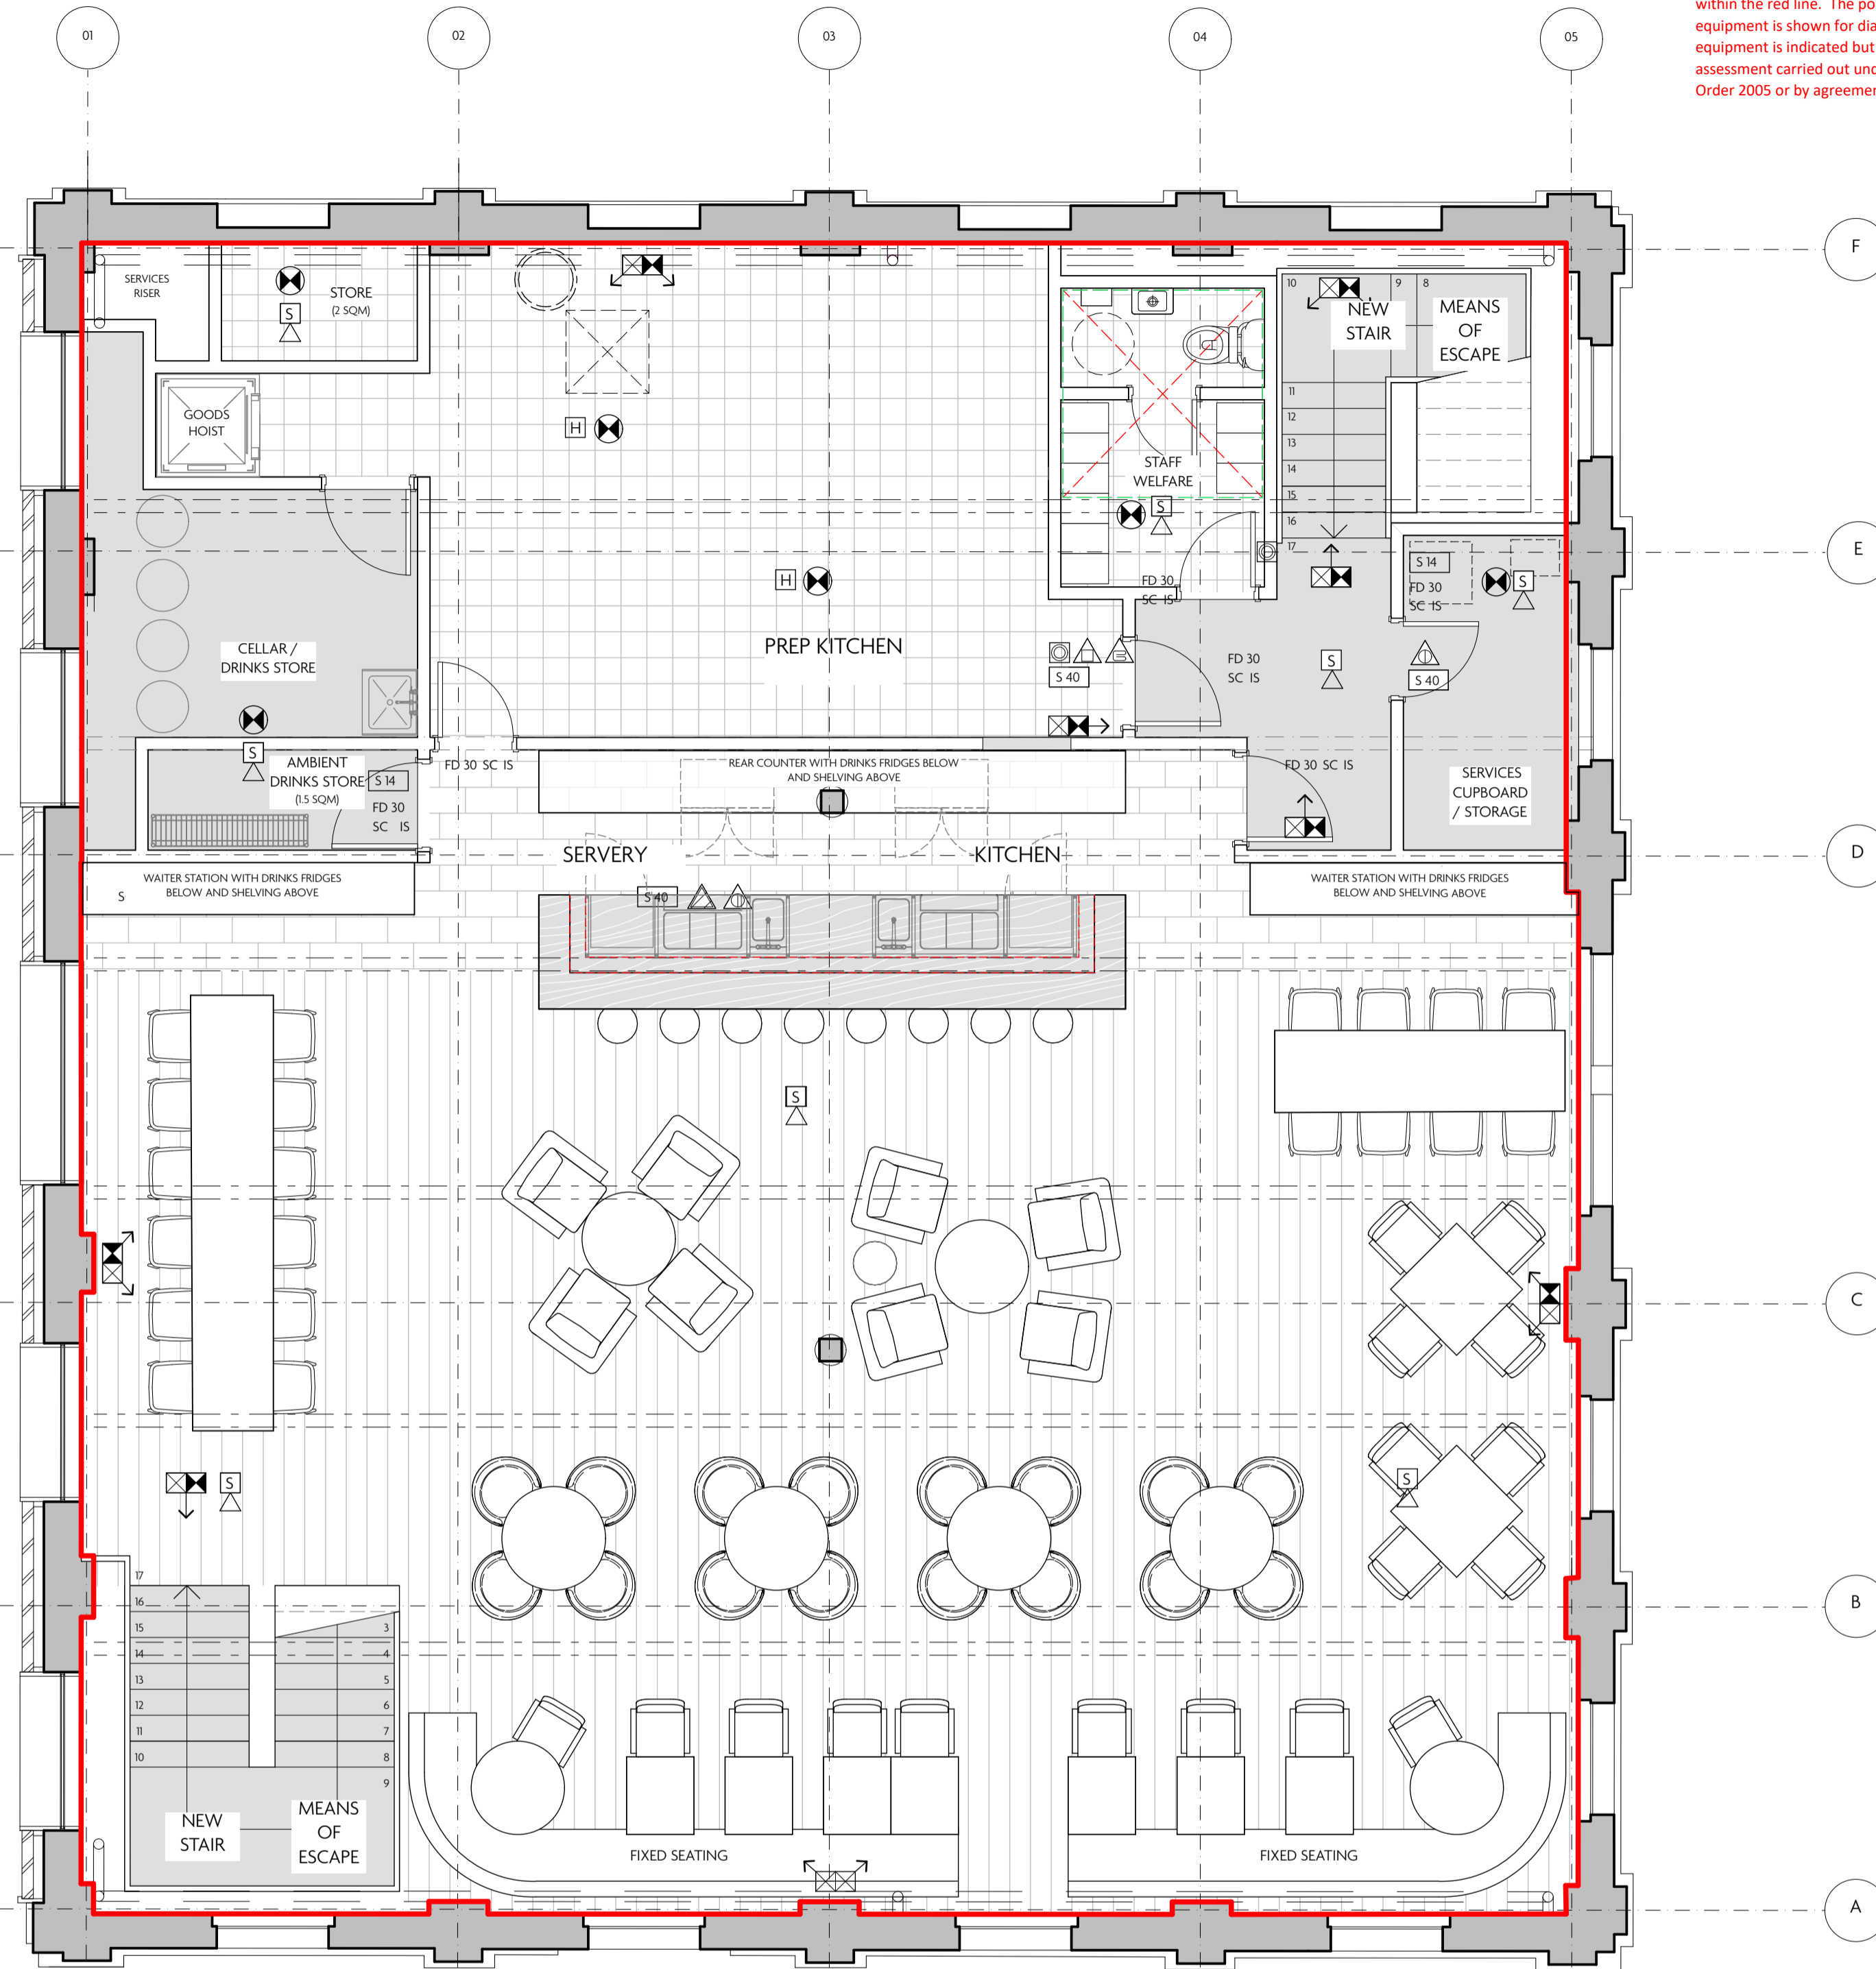 within the red line. The po
equipment is shown for dia
equipment is indicated but
assessment carried out und
Order 2005 or by agreemen
01
02
03
04
05
F
SERVICES
RISER
STORE
(2 SQM)
S
10
9
8
NEW
STAIR
MEANS
OF
ESCAPE
11
12
13
14
15
16
17
GOODS
HOIST
H
STAFF
WELFARE
S
E
H
FD 30
SC IS
S 14
FD 30
SC IS
S
CELLAR /
DRINKS STORE
PREP KITCHEN
S 40
FD 30
SC IS
S
S 40
S
AMBIENT
DRINKS STORE
(1.5 SQM)
S 14
FD 30
SC IS
FD 30 SC IS
REAR COUNTER WITH DRINKS FRIDGES BELOW
AND SHELVING ABOVE
FD 30 SC IS
SERVICES
CUPBOARD
/ STORAGE
SERVERY
KITCHEN
D
WAITER STATION WITH DRINKS FRIDGES
BELOW AND SHELVING ABOVE
S
S 40
WAITER STATION WITH DRINKS FRIDGES
BELOW AND SHELVING ABOVE
S
C
S
S
17
16
15
14
13
12
11
10
3
4
5
6
7
8
9
B
NEW
STAIR
MEANS
OF
ESCAPE
FIXED SEATING
FIXED SEATING
A